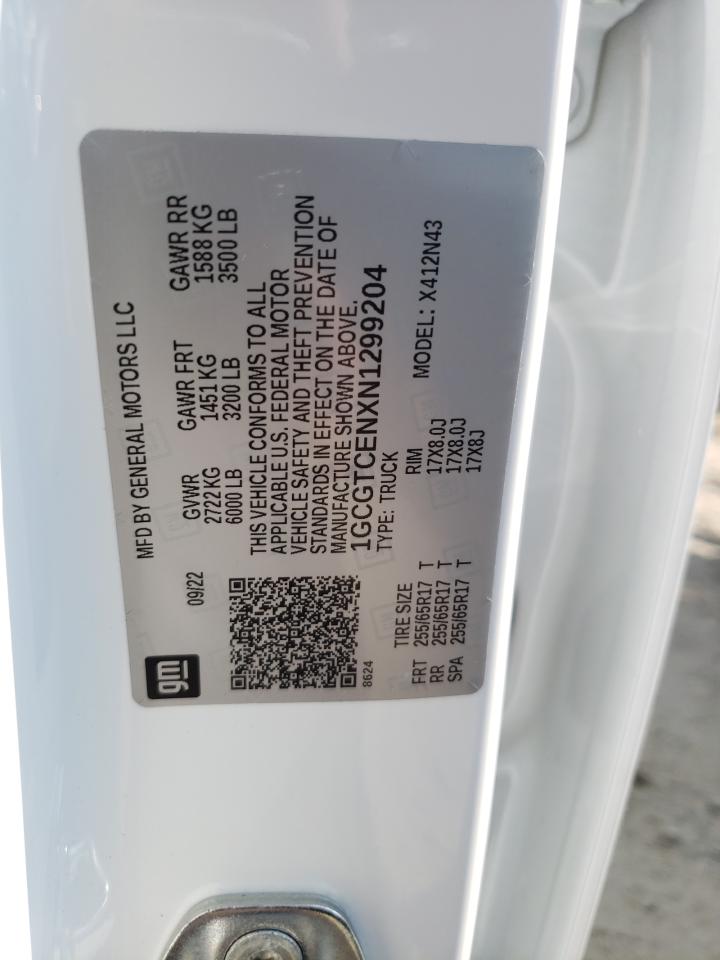 gm
MFD BY GENERAL MOTORS LLC
09/22
GVWR GAWR FRT GAWR RR
2722 KG 1451 KG 1588 KG
6000 LB 3200 LB 3500 LB
THIS VEHICLE CONFORMS TO ALL
APPLICABLE U.S. FEDERAL MOTOR
VEHICLE SAFETY AND THEFT PREVENTION
STANDARDS IN EFFECT ON THE DATE OF
MANUFACTURE SHOWN ABOVE.
1GCGTCENXN1299204
8624
TYPE: TRUCK
MODEL: X412N43
TIRE SIZE RIM
FRT 255/65R17 T 17X8.0J
RR 255/65R17 T 17X8.0J
SPA 255/65R17 T 17X8J